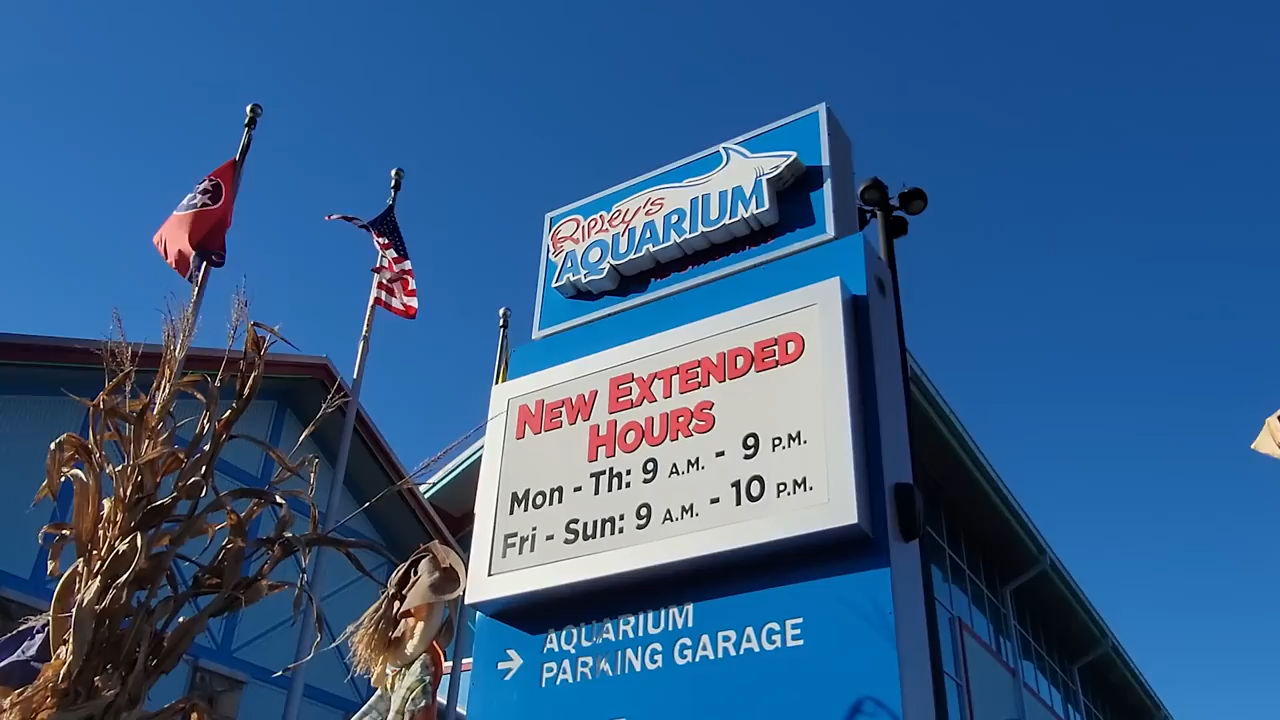 Ripley's
AQUARIUM
New Extended
Hours
Mon - Th: 9 A.M. - 9 P.M.
Fri - Sun: 9 A.M. - 10 P.M.
AQUARIUM
PARKING GARAGE